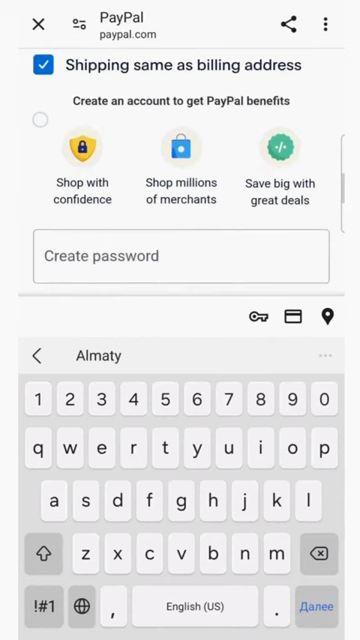 PayPal
paypal.com
Shipping same as billing address
Create an account to get PayPal benefits
Shop with confidence
Shop millions of merchants
Save big with great deals
Create password
Almaty
1 2 3 4 5 6 7 8 9 0
q w e r t y u i o p
a s d f g h j k l
z x c v b n m
!#1 , English (US) . Далее